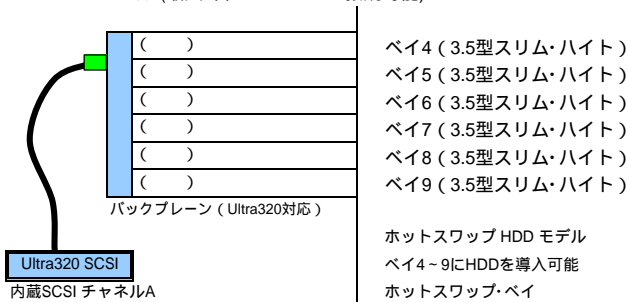 (　　)
ベイ4 ( 3.5型スリム･ハイト )
(　　)
ベイ5 ( 3.5型スリム･ハイト )
(　　)
ベイ6 ( 3.5型スリム･ハイト )
(　　)
ベイ7 ( 3.5型スリム･ハイト )
(　　)
ベイ8 ( 3.5型スリム･ハイト )
(　　)
ベイ9 ( 3.5型スリム･ハイト )
バックプレーン ( Ultra320対応 )
ホットスワップ HDD モデル
Ultra320 SCSI
ベイ4 ~ 9にHDDを導入可能
内蔵SCSI チャネルA
ホットスワップ･ベイ